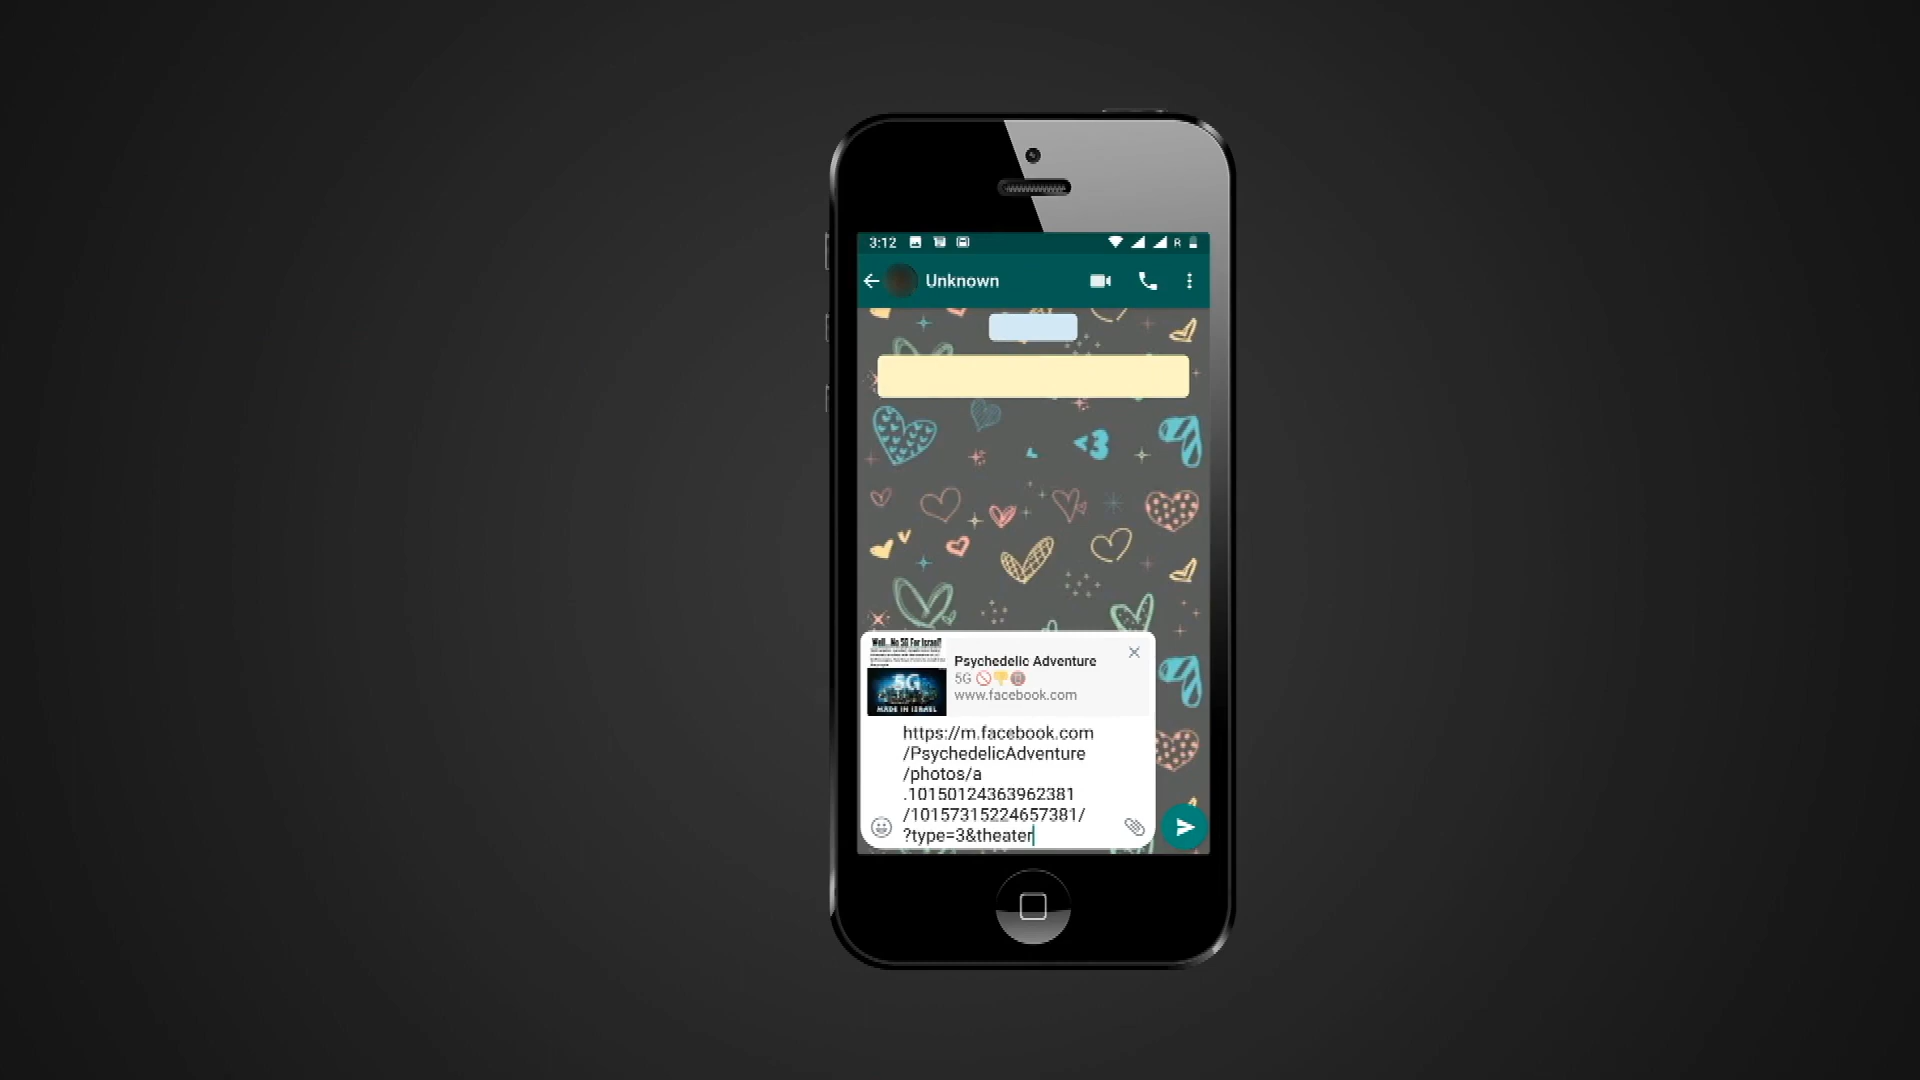 3:12
R
Unknown
<3
Well.. No 5G For Israel!
5G
MADE IN ISRAEL
Psychedelic Adventure
5G 🚫👎
www.facebook.com
https://m.facebook.com
/PsychedelicAdventure
/photos/a
.10150124363962381
/10157315224657381/
?type=3&theater